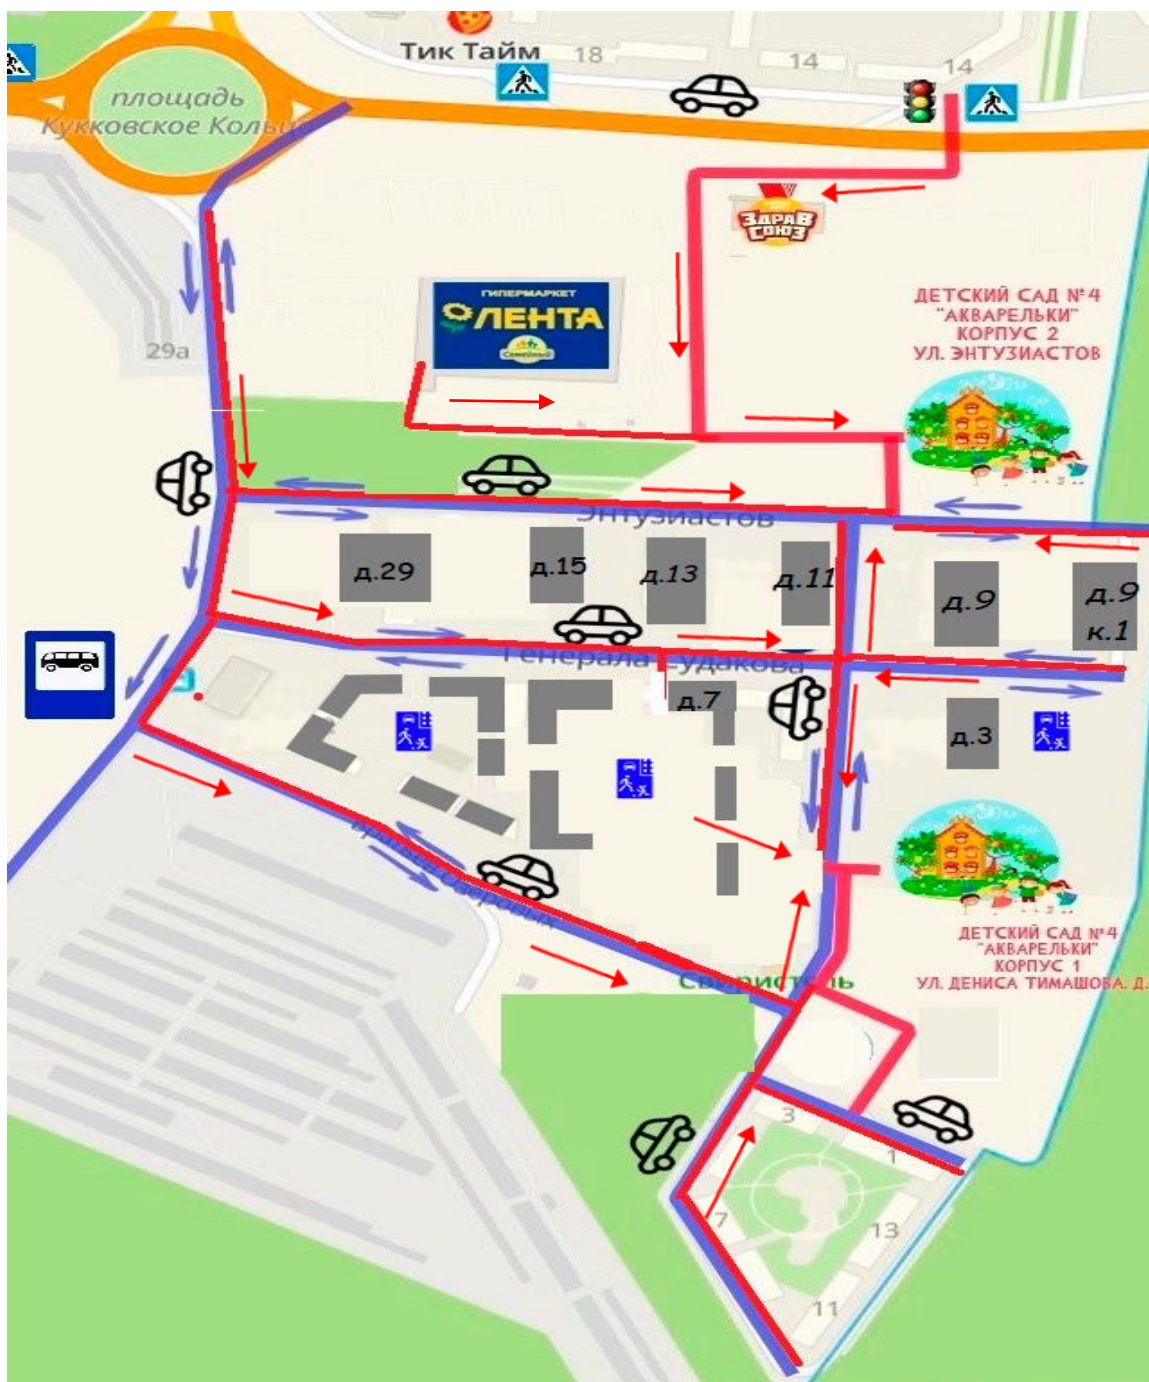 Тик Тайм
18
14
14
площадь
Кукковское Кольцо
ЗДРАВ
СОЮЗ
ГИПЕРМАРКЕТ
ЛЕНТА
Семейный
ДЕТСКИЙ САД №4
"АКВАРЕЛЬКИ"
КОРПУС 2
УЛ. ЭНТУЗИАСТОВ
29а
Энтузиастов
д.29
д.15
д.13
д.11
д.9
д.9
к.1
Генерала Судакова
д.7
д.3
Свиристель
ДЕТСКИЙ САД №4
"АКВАРЕЛЬКИ"
КОРПУС 1
УЛ. ДЕНИСА ТИМАШОВА, Д.
3
1
7
13
11